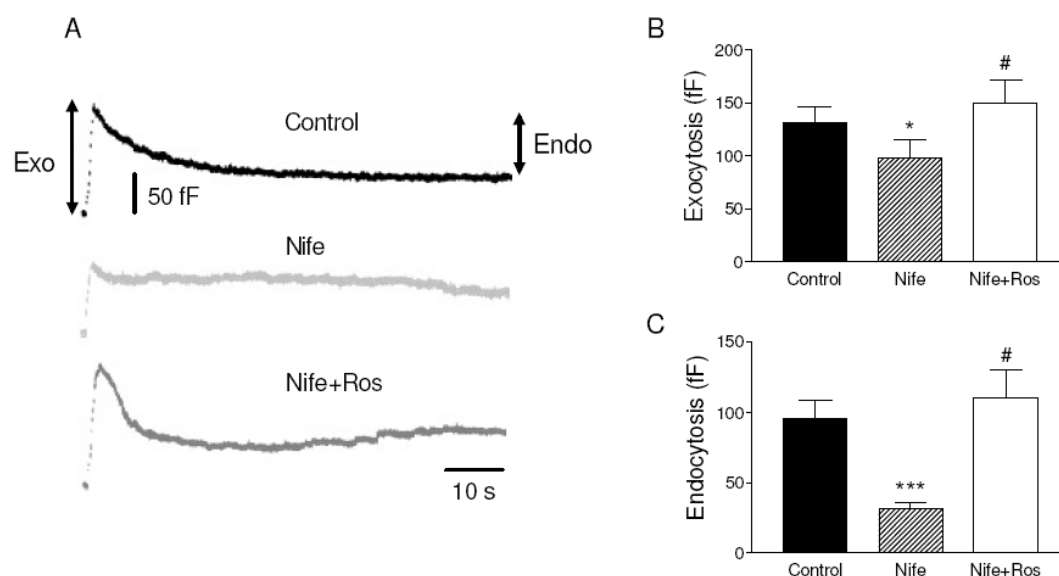 A
Control
Exo
Endo
50 fF
Nife
Nife+Ros
10 s
B
Exocytosis (fF)
200
150
100
50
0
*
#
Control
Nife
Nife+Ros
C
Endocytosis (fF)
150
100
50
0
***
#
Control
Nife
Nife+Ros